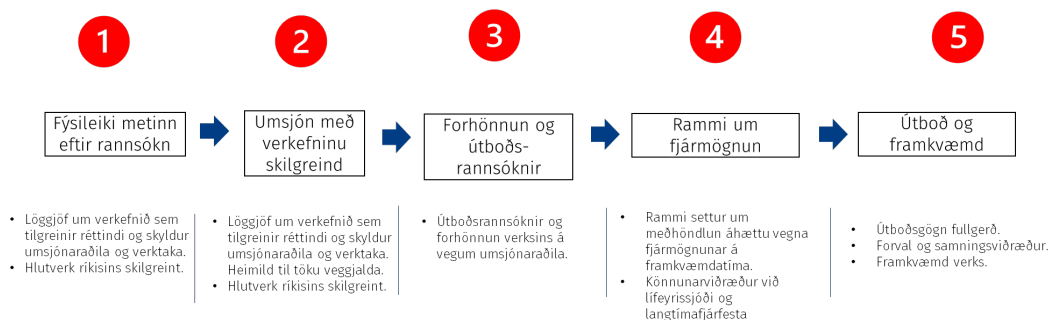 1
2
3
4
5
Fýsileiki metinn
eftir rannsókn
Umsjón með
verkefninu
skilgreind
Forhönnun og
útboðs-
rannsóknir
Rammi um
fjármögnun
Útboð og
framkvæmd
• Löggjöf um verkefnið sem
tilgreinir réttindi og skyldur
umsjónaraðila og verktaka.
• Hlutverk ríkisins skilgreint.
• Löggjöf um verkefnið sem
tilgreinir réttindi og skyldur
umsjónaraðila og verktaka.
Heimild til töku veggjalda.
• Hlutverk ríkisins skilgreint.
• Útboðsrannsóknir og
forhönnun verksins á
vegum umsjónaraðila.
• Rammi settur um
meðhöndlun áhættu vegna
fjármögnunar á
framkvæmdatíma.
• Könnunarviðræður við
lífeyrissjóði og
langtímafjárfesta
• Útboðsgögn fullgerð.
• Forval og samningsviðræður.
• Framkvæmd verks.